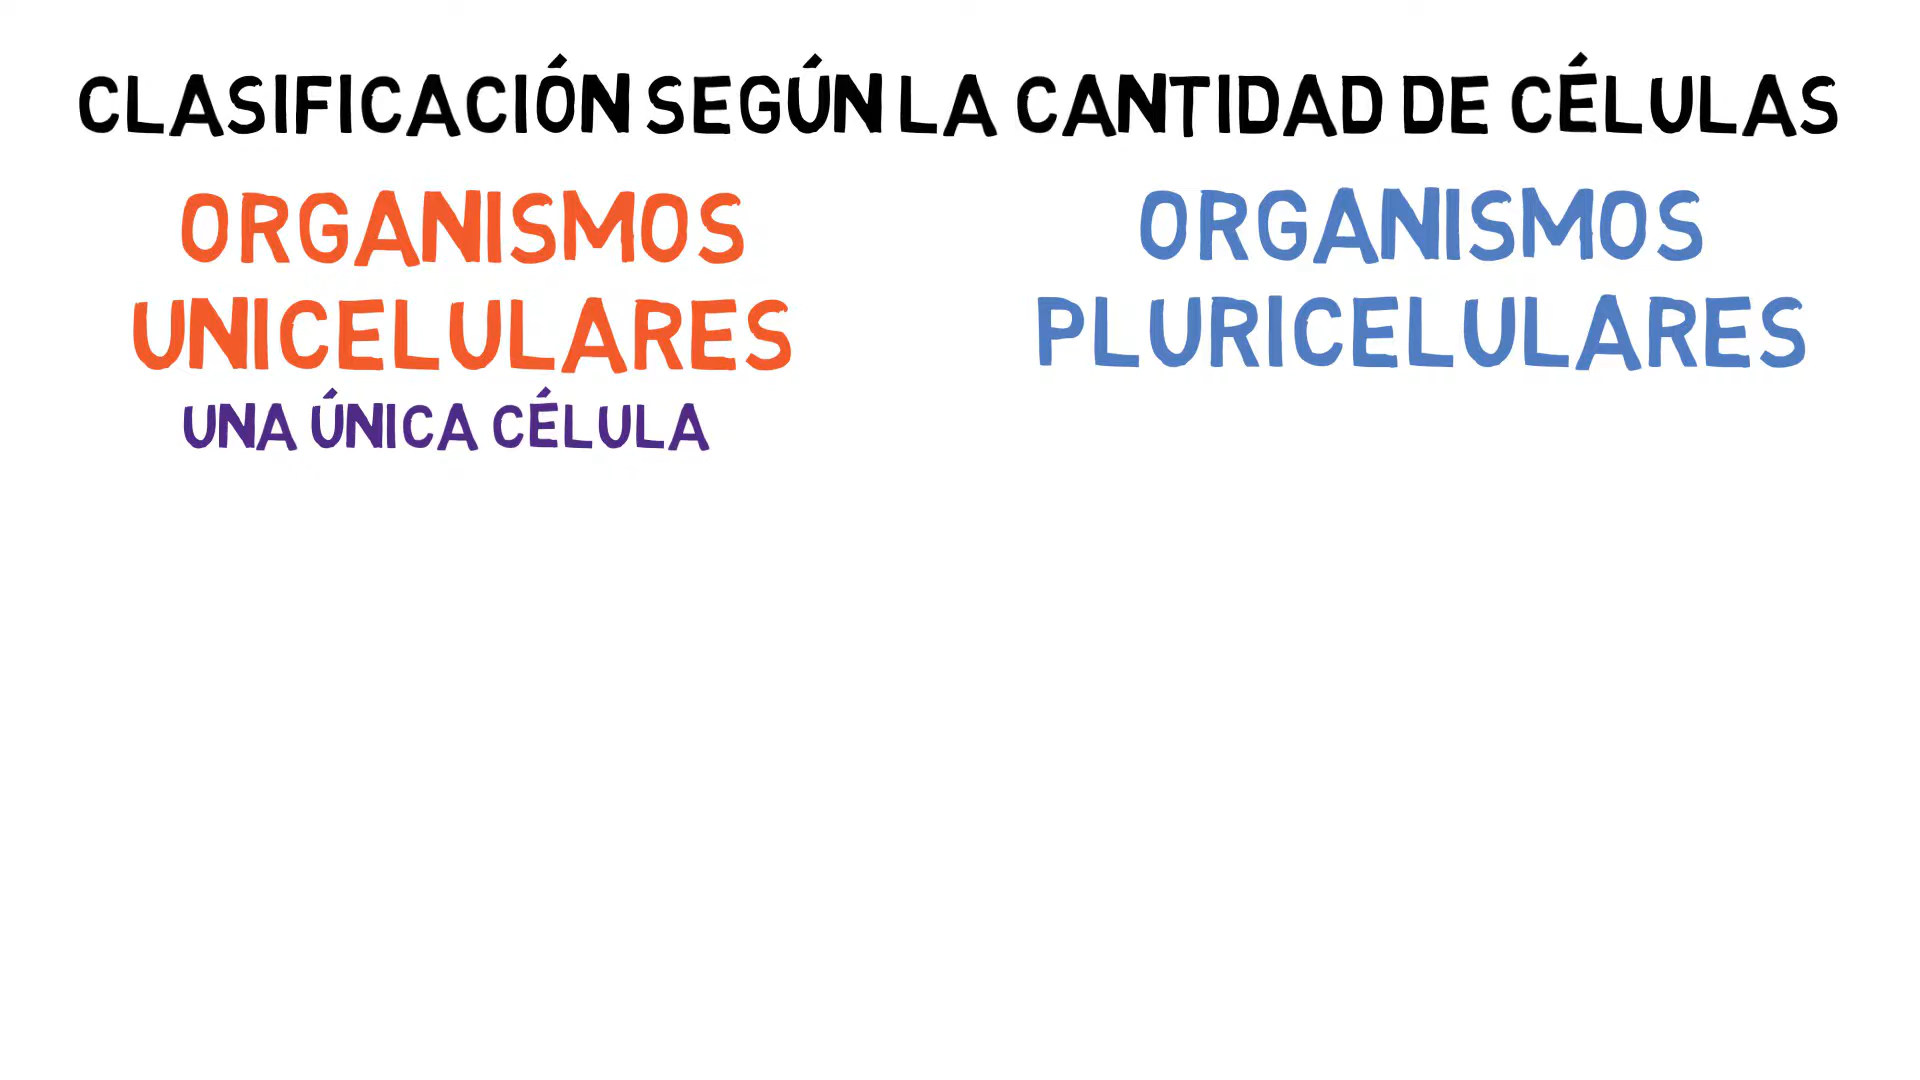 CLASIFICACIÓN SEGÚN LA CANTIDAD DE CÉLULAS
ORGANISMOS
UNICELULARES
UNA ÚNICA CÉLULA
ORGANISMOS
PLURICELULARES